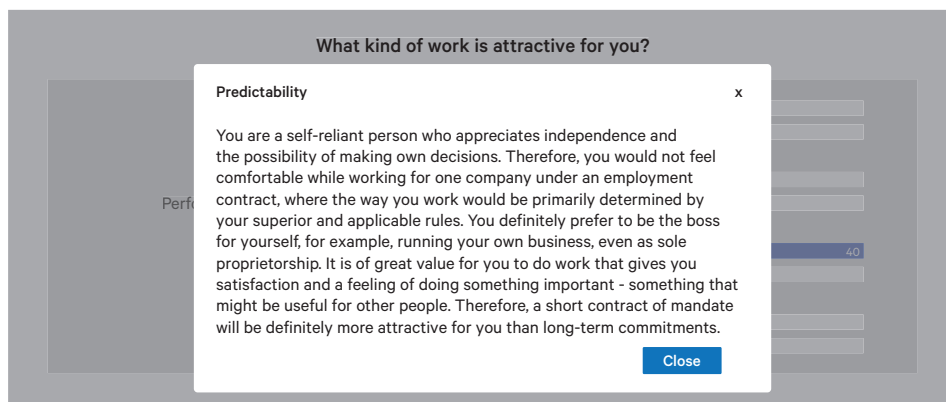 What kind of work is attractive for you?
Predictability
x
You are a self-reliant person who appreciates independence and
the possibility of making own decisions. Therefore, you would not feel
comfortable while working for one company under an employment
contract, where the way you work would be primarily determined by
your superior and applicable rules. You definitely prefer to be the boss
for yourself, for example, running your own business, even as sole
proprietorship. It is of great value for you to do work that gives you
satisfaction and a feeling of doing something important - something that
might be useful for other people. Therefore, a short contract of mandate
will be definitely more attractive for you than long-term commitments.
40
Close